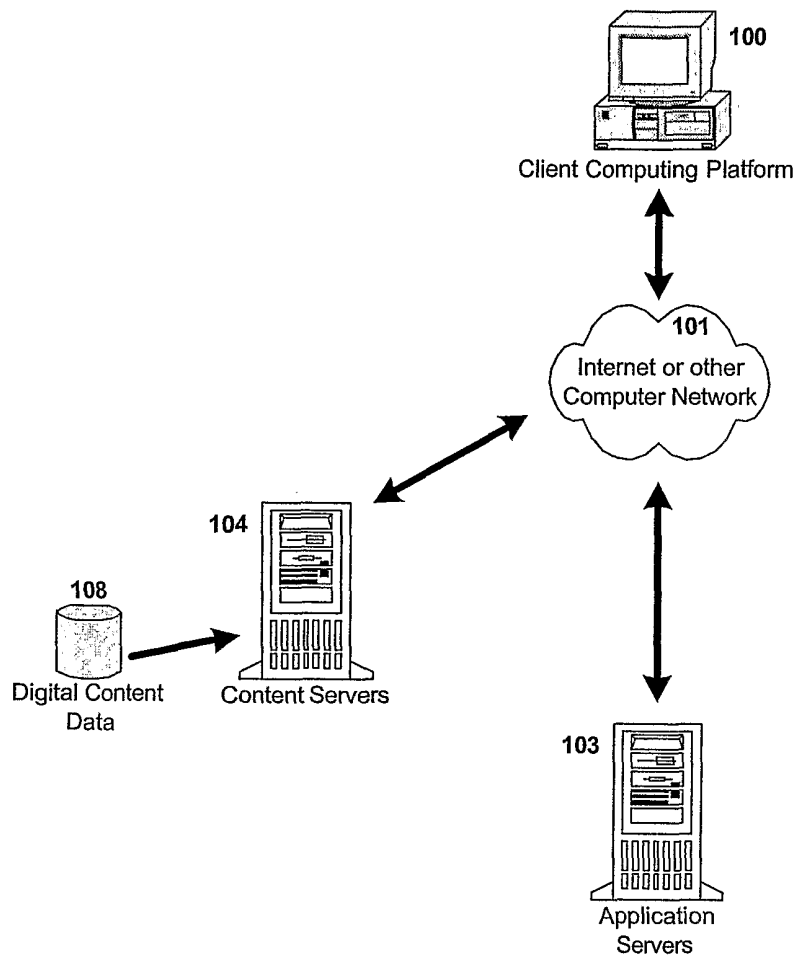 100
Client Computing Platform
101
Internet or other
Computer Network
104
108
Content Servers
Digital Content
Data
103
Application
Servers